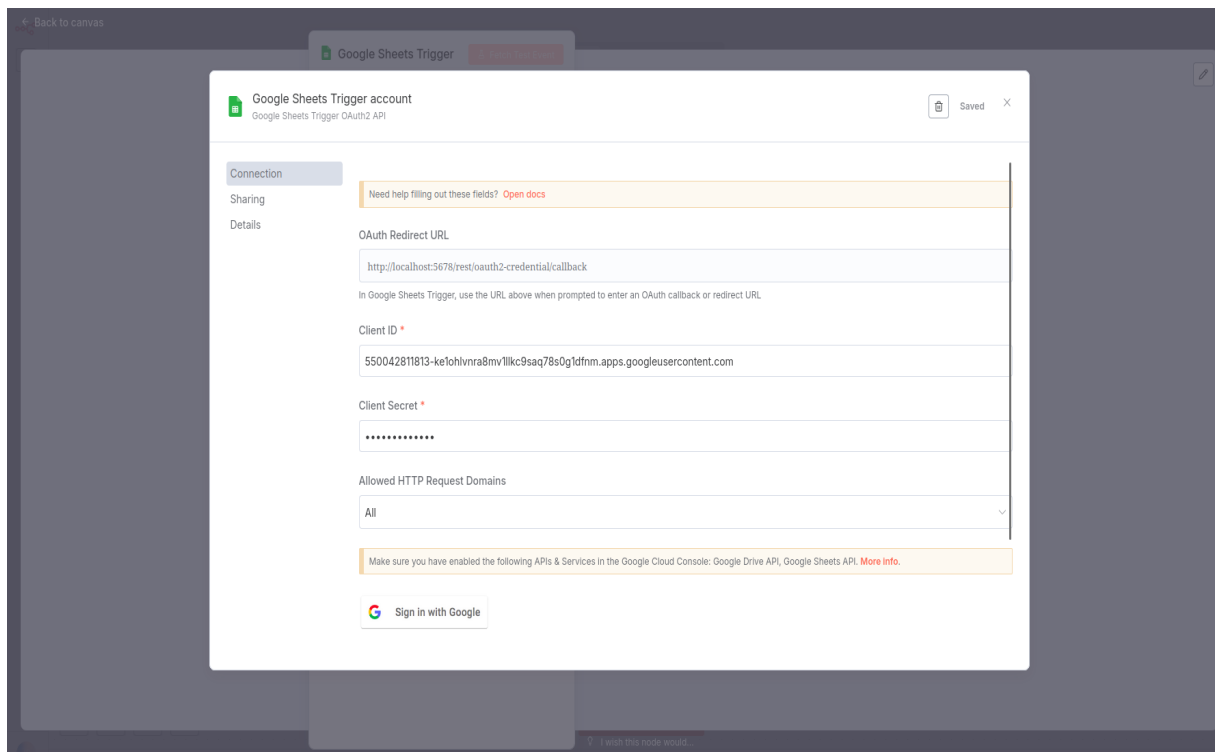 ← Back to canvas
Google Sheets Trigger
Google Sheets Trigger account
Google Sheets Trigger OAuth2 API
Saved
Connection
Sharing
Details
Need help filling out these fields? Open docs
OAuth Redirect URL
http://localhost:5678/rest/oauth2-credential/callback
In Google Sheets Trigger, use the URL above when prompted to enter an OAuth callback or redirect URL
Client ID *
550042811813-ke1ohlvnra8mv1llkc9saq78s0g1dfnm.apps.googleusercontent.com
Client Secret *
•••••••••••••
Allowed HTTP Request Domains
All
Make sure you have enabled the following APIs & Services in the Google Cloud Console: Google Drive API, Google Sheets API. More info.
Sign in with Google
I wish this node would...